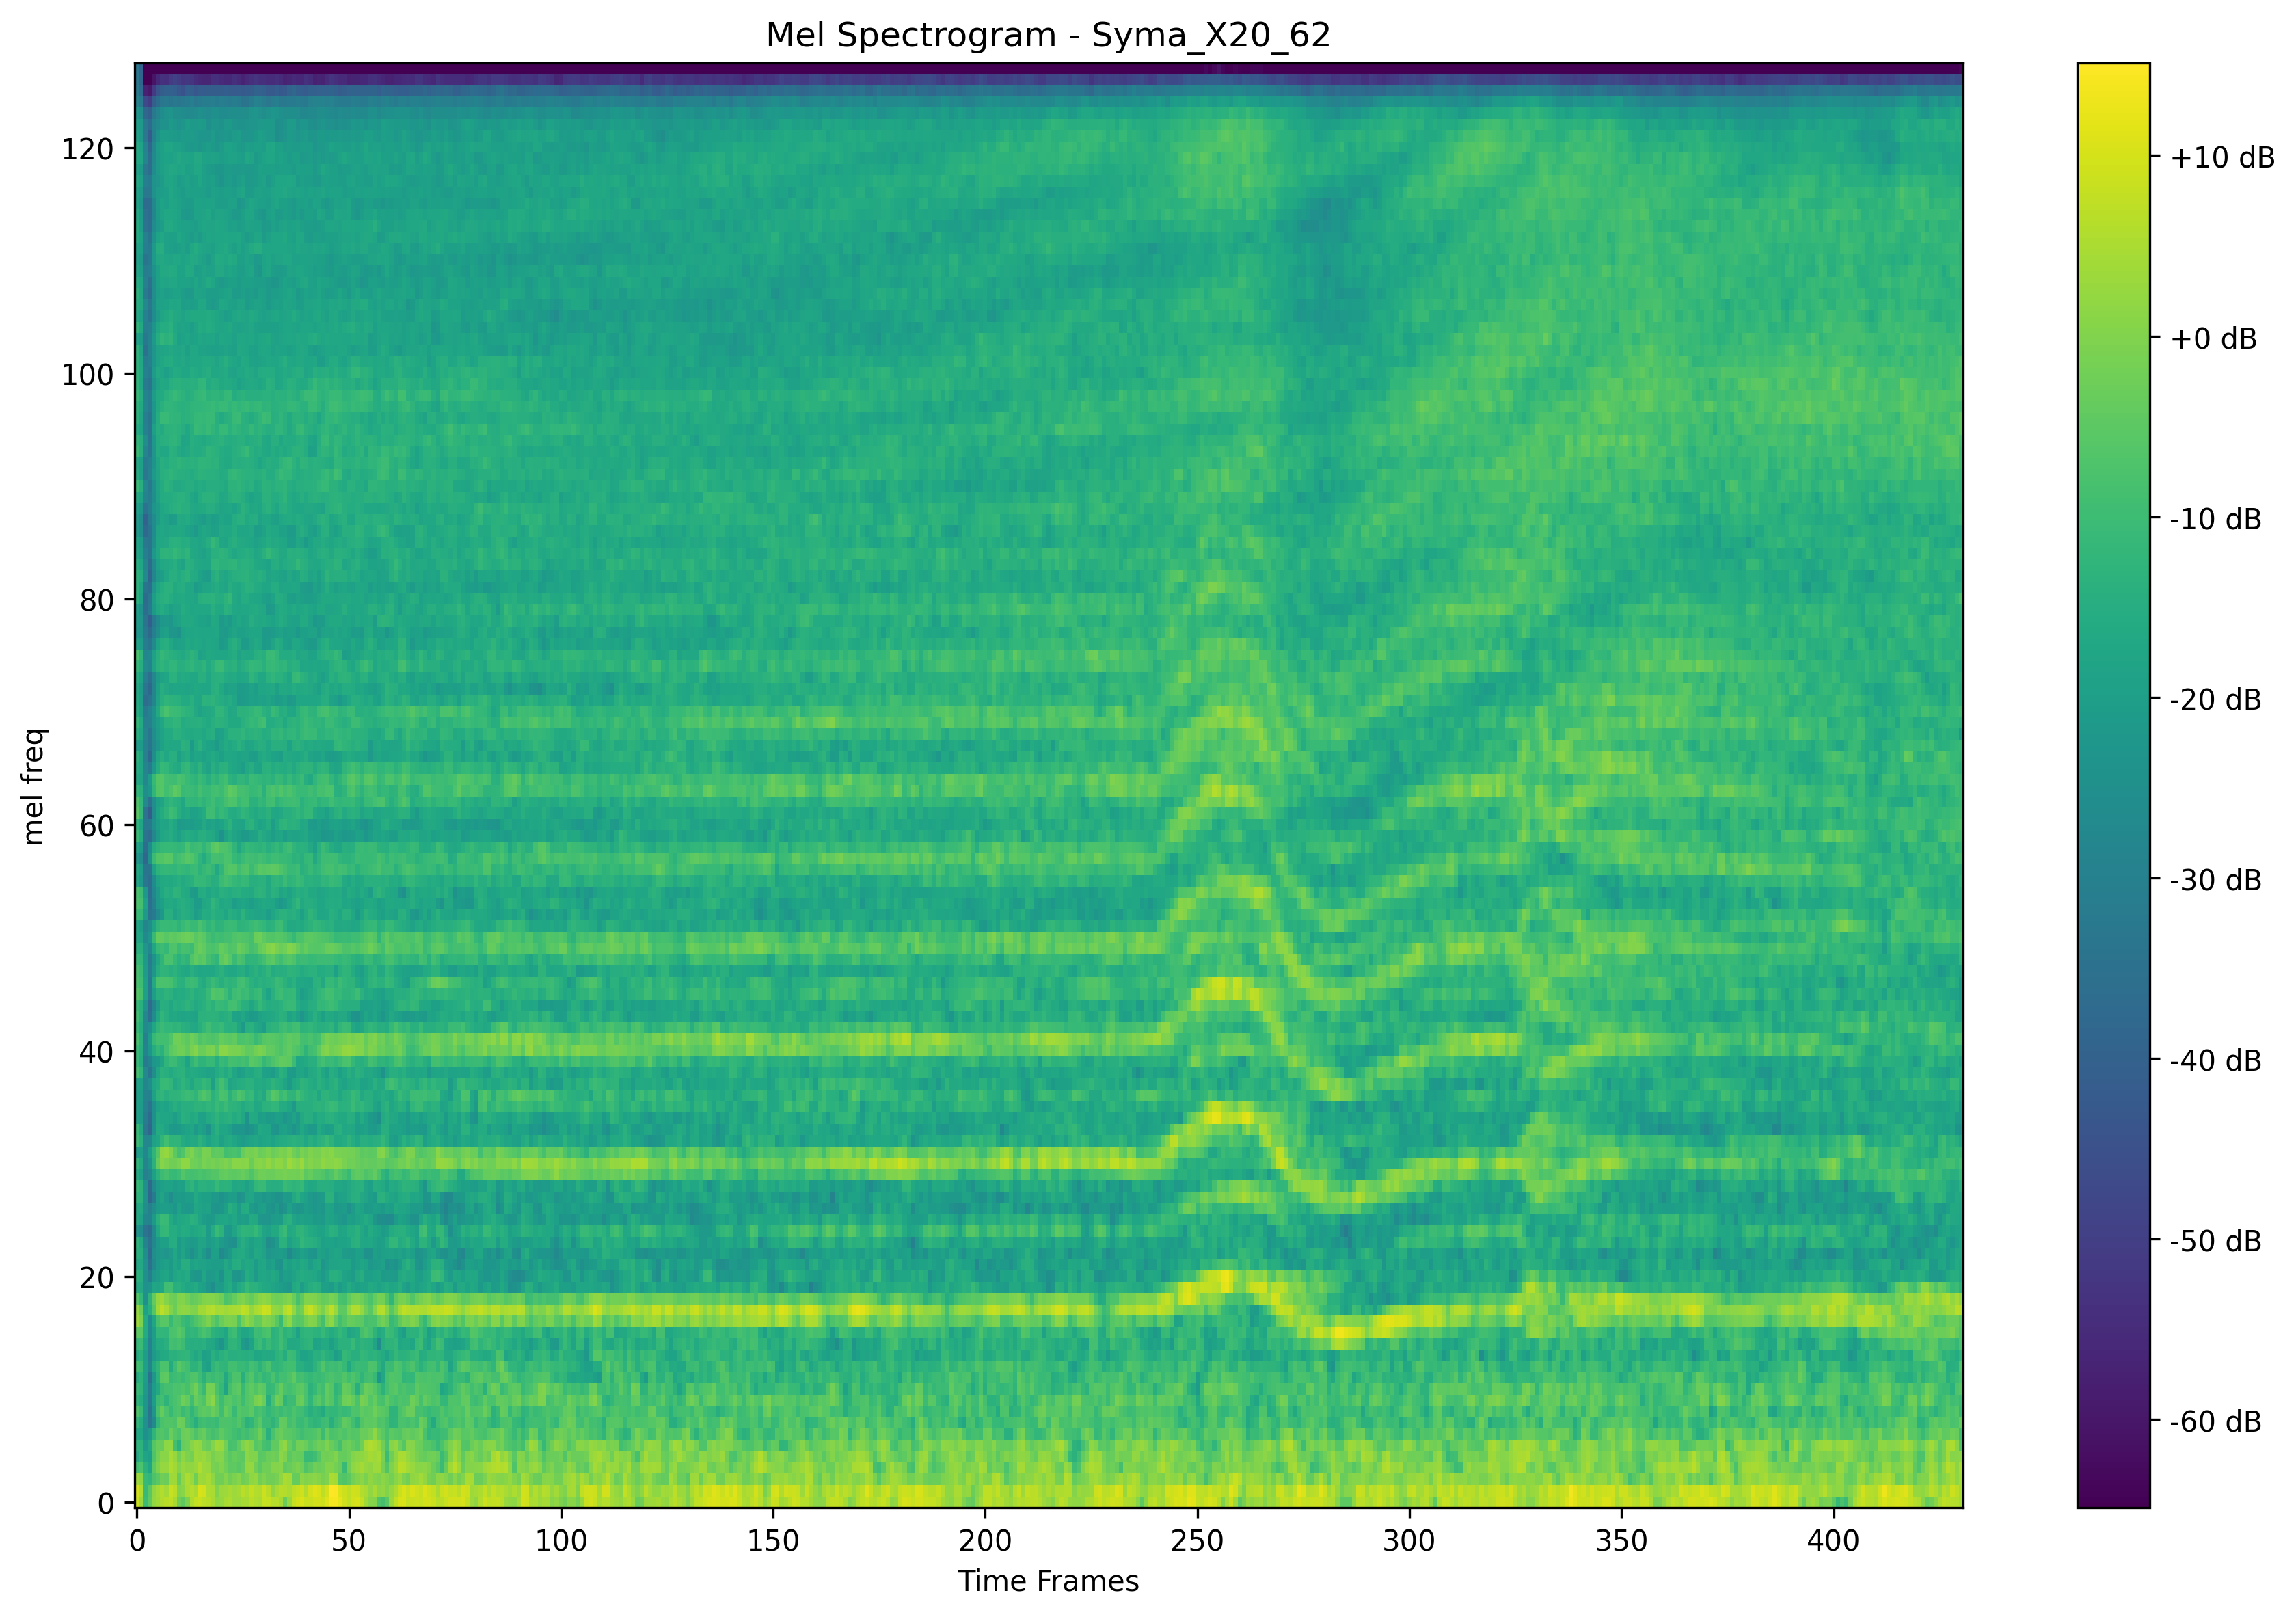 Mel Spectrogram - Syma_X20_62
mel freq
120
100
80
60
40
20
0
0 50 100 150 200 250 300 350 400
Time Frames
+10 dB
+0 dB
-10 dB
-20 dB
-30 dB
-40 dB
-50 dB
-60 dB